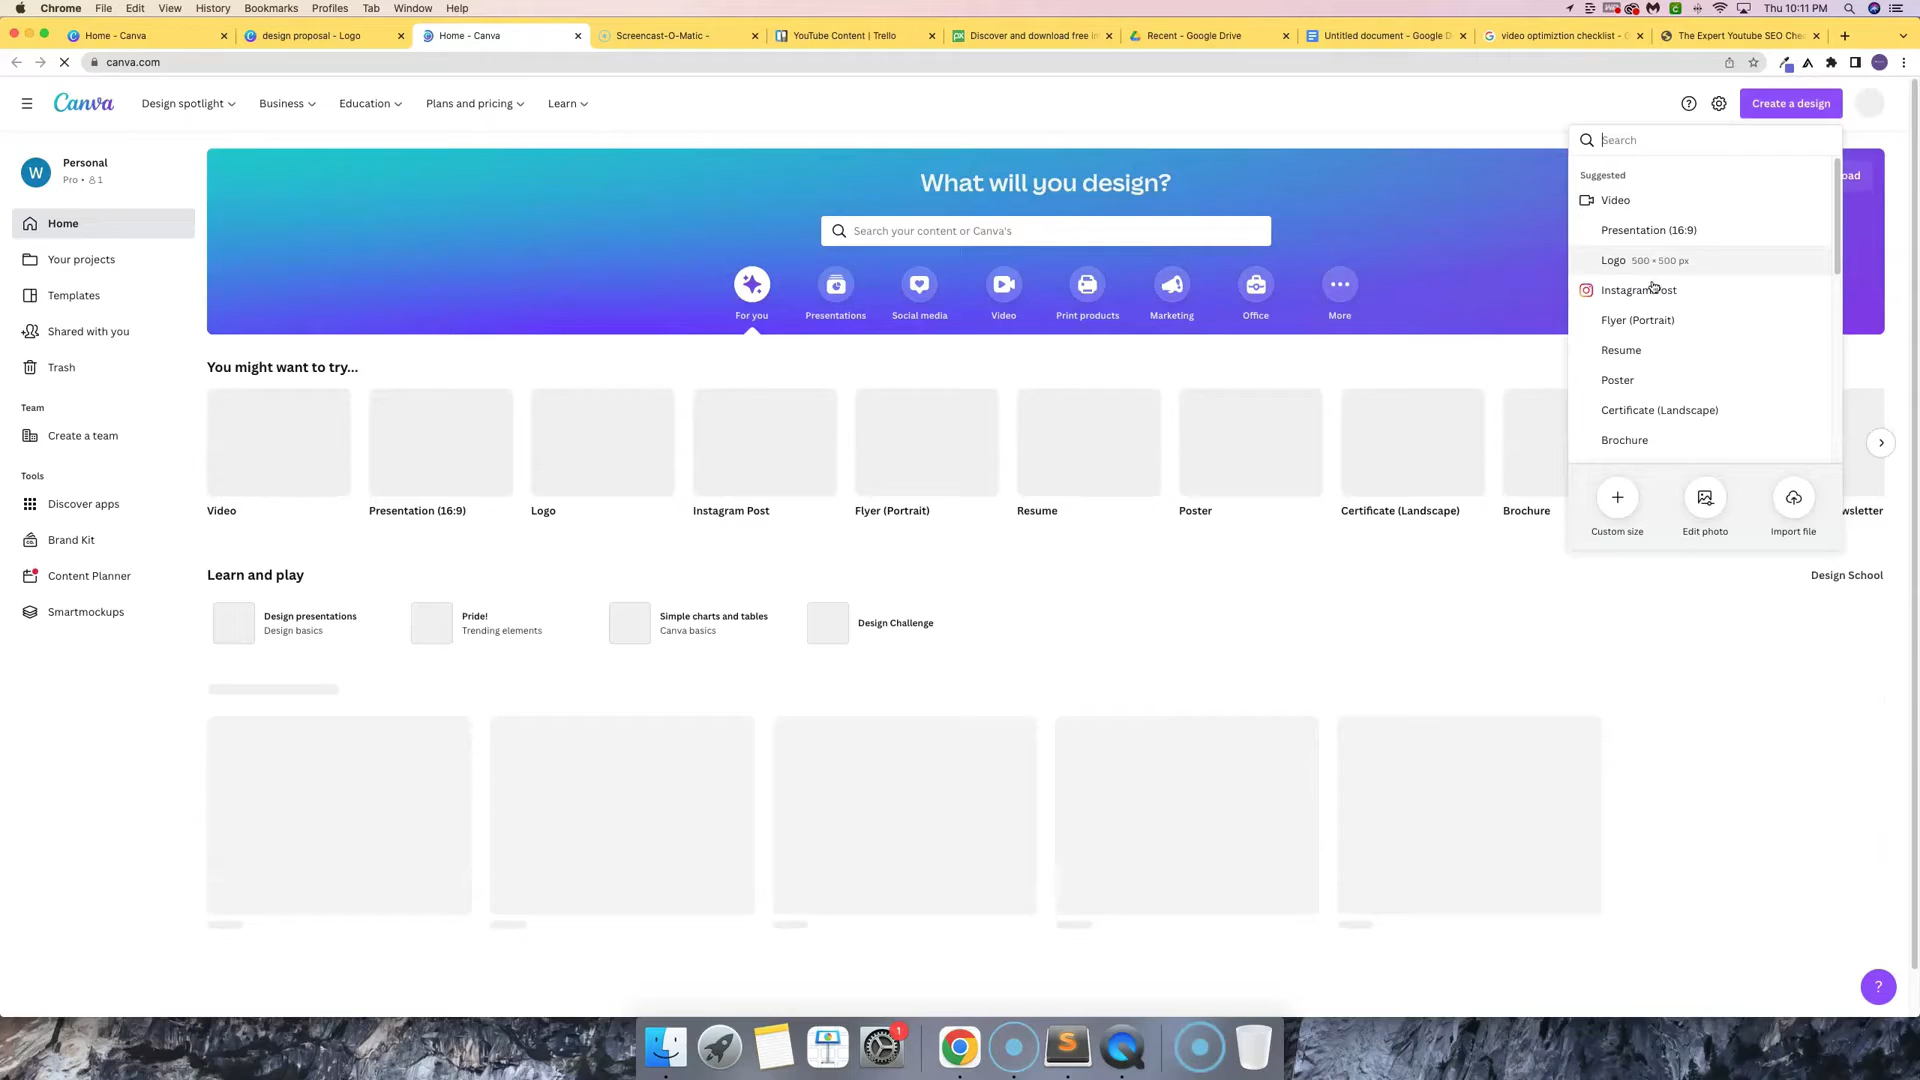 Chrome File Edit View History Bookmarks Profiles Tab Window Help
Thu 10:11 PM
Home - Canva
design proposal - Logo
Home - Canva
Screencast-O-Matic -
YouTube Content | Trello
Discover and download free i
Recent - Google Drive
Untitled document - Google D
video optimiztion checklist - G
The Expert Youtube SEO Che
canva.com
Canva
Design spotlight
Business
Education
Plans and pricing
Learn
Create a design
W
Personal
Pro • 1
Home
Your projects
Templates
Shared with you
Trash
Team
Create a team
Tools
Discover apps
Brand Kit
Content Planner
Smartmockups
What will you design?
Search your content or Canva's
For you
Presentations
Social media
Video
Print products
Marketing
Office
More
oad
Search
Suggested
Video
Presentation (16:9)
Logo 500 × 500 px
Instagram Post
Flyer (Portrait)
Resume
Poster
Certificate (Landscape)
Brochure
Custom size
Edit photo
Import file
You might want to try...
Video
Presentation (16:9)
Logo
Instagram Post
Flyer (Portrait)
Resume
Poster
Certificate (Landscape)
Brochure
wsletter
Learn and play
Design School
Design presentations
Design basics
Pride!
Trending elements
Simple charts and tables
Canva basics
Design Challenge
?
1
S